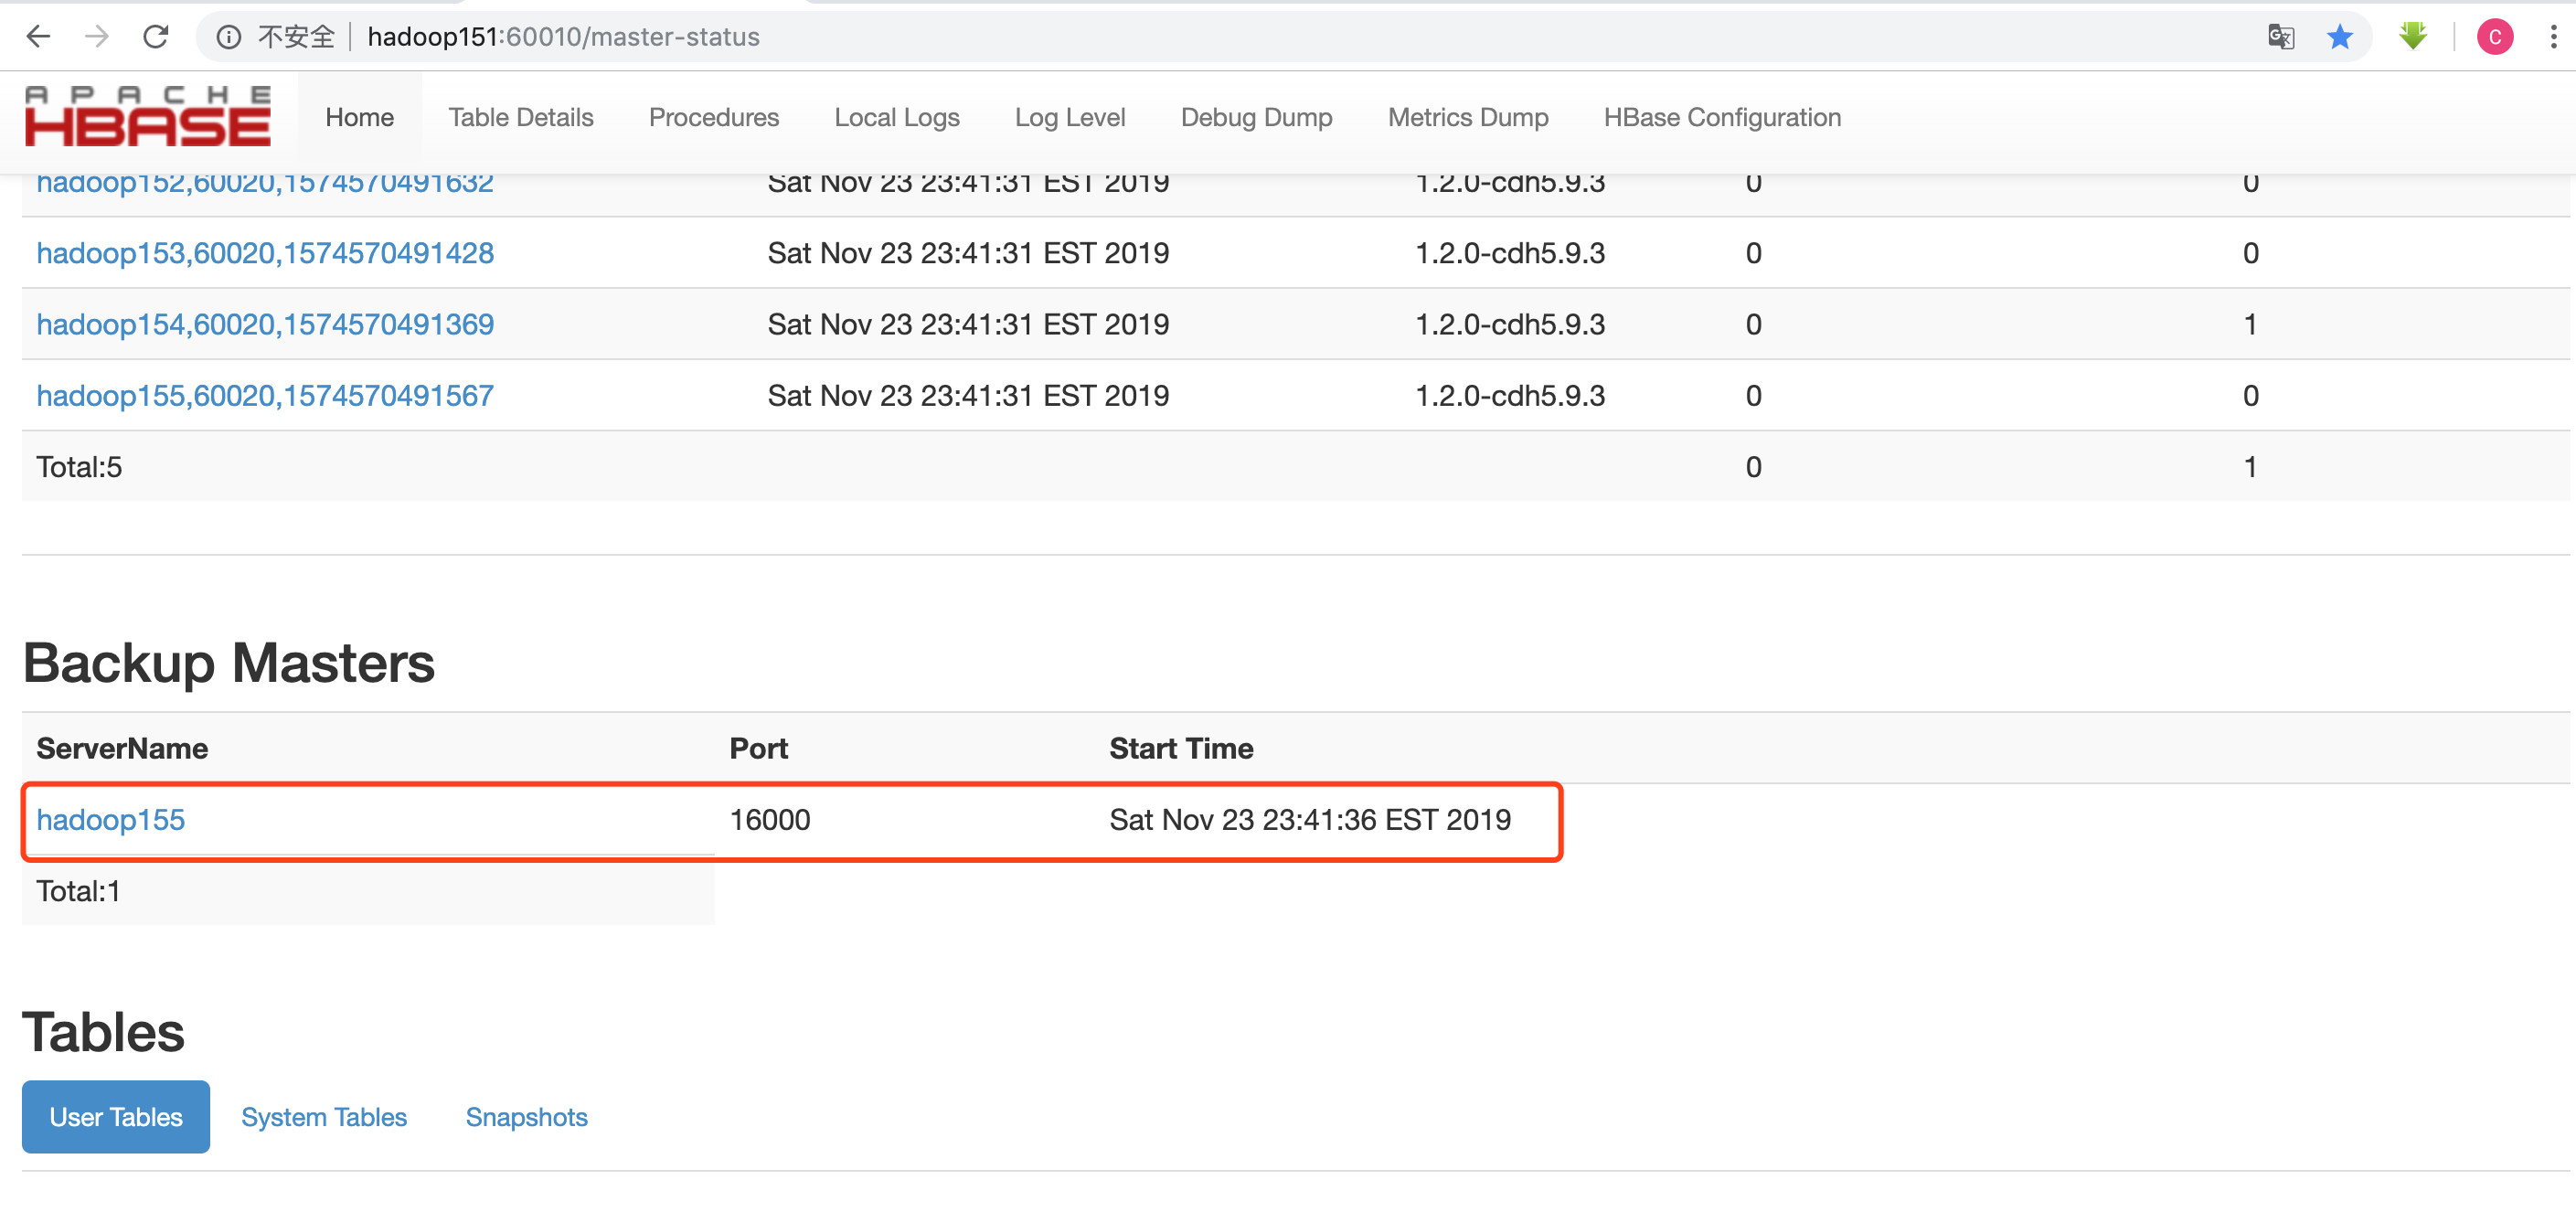 不安全 hadoop151:60010/master-status C
APACHE
HBASE
Home Table Details Procedures Local Logs Log Level Debug Dump Metrics Dump HBase Configuration
hadoop152,60020,1574570491632 Sat Nov 23 23:41:31 EST 2019 1.2.0-cdh5.9.3 0 0
hadoop153,60020,1574570491428 Sat Nov 23 23:41:31 EST 2019 1.2.0-cdh5.9.3 0 0
hadoop154,60020,1574570491369 Sat Nov 23 23:41:31 EST 2019 1.2.0-cdh5.9.3 0 1
hadoop155,60020,1574570491567 Sat Nov 23 23:41:31 EST 2019 1.2.0-cdh5.9.3 0 0
Total:5 0 1
Backup Masters
ServerName Port Start Time
hadoop155 16000 Sat Nov 23 23:41:36 EST 2019
Total:1
Tables
User Tables System Tables Snapshots